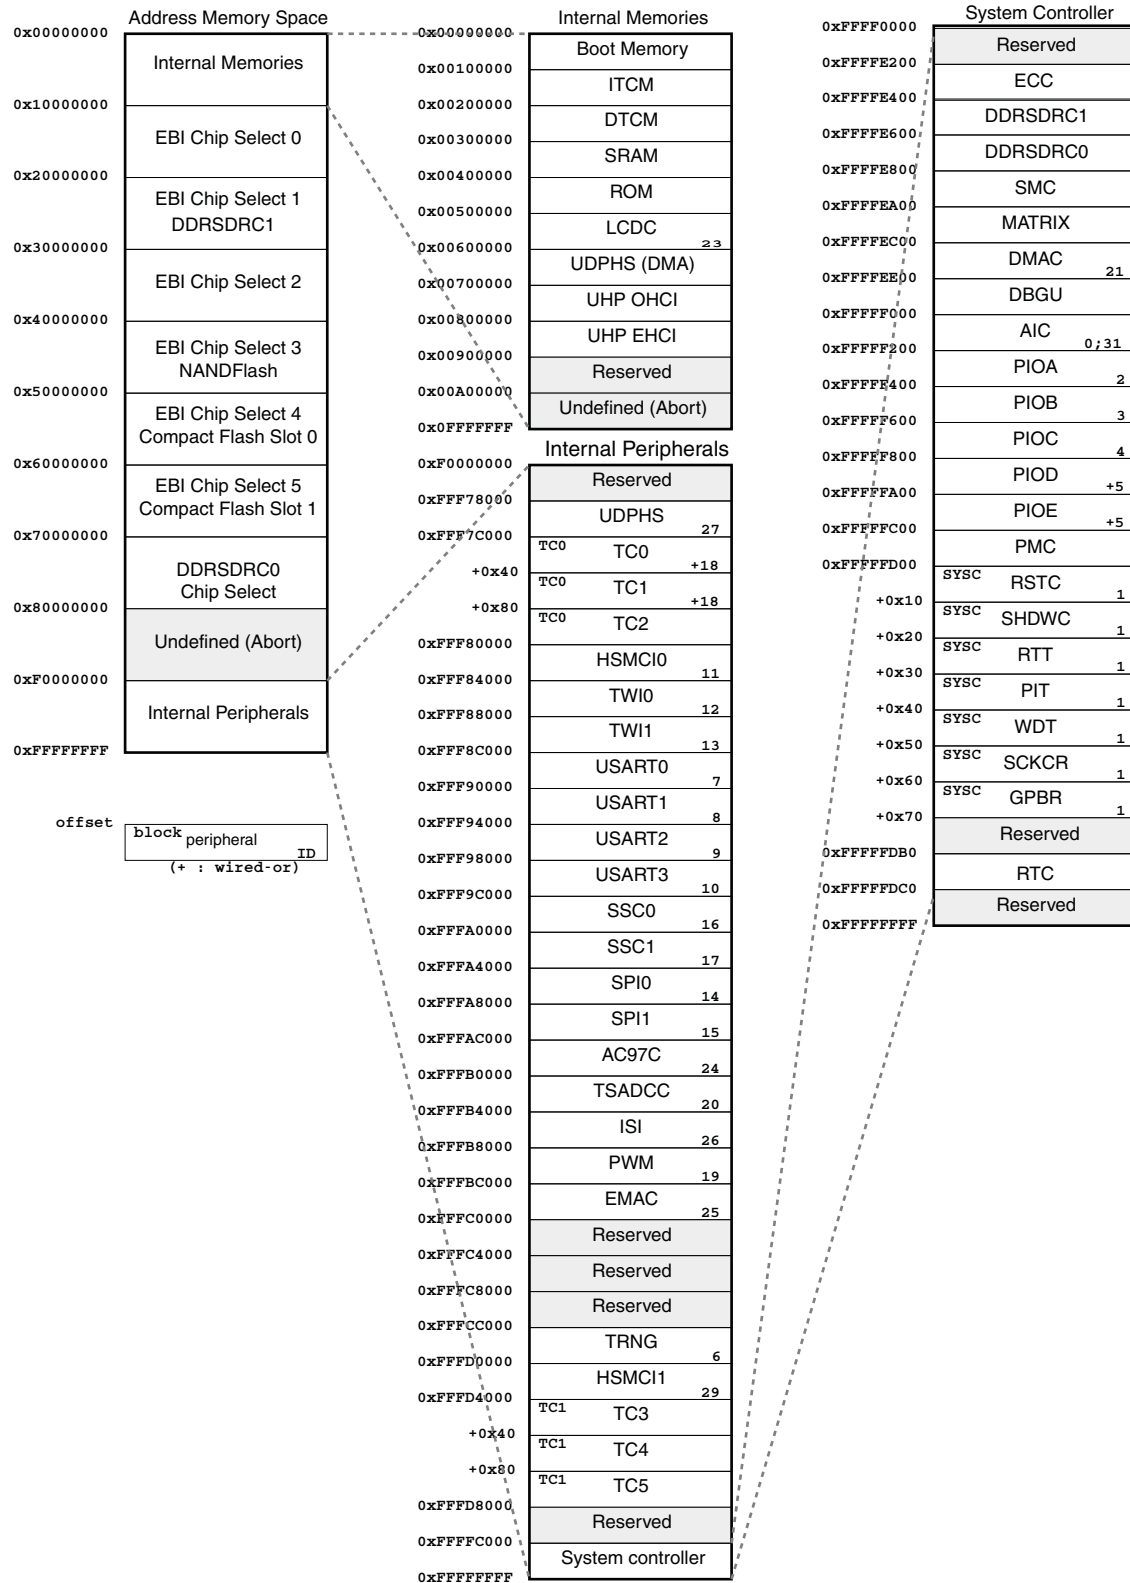 Address Memory Space
0x00000000
Internal Memories
0x10000000
EBI Chip Select 0
0x20000000
EBI Chip Select 1
DDRSDRC1
0x30000000
EBI Chip Select 2
0x40000000
EBI Chip Select 3
NANDFlash
0x50000000
EBI Chip Select 4
Compact Flash Slot 0
0x60000000
EBI Chip Select 5
Compact Flash Slot 1
0x70000000
DDRSDRC0
Chip Select
0x80000000
Undefined (Abort)
0xF0000000
Internal Peripherals
0xFFFFFFFF
offset
block
peripheral
ID
(+ : wired-or)
Internal Memories
0x00000000
Boot Memory
0x00100000
ITCM
0x00200000
DTCM
0x00300000
SRAM
0x00400000
ROM
0x00500000
LCDC
23
0x00600000
UDPHS (DMA)
0x00700000
UHP OHCI
0x00800000
UHP EHCI
0x00900000
Reserved
0x00A00000
Undefined (Abort)
0x0FFFFFFF
Internal Peripherals
0xF0000000
Reserved
0xFFF78000
UDPHS
27
0xFFF7C000
TC0
TC0
+18
+0x40
TC0
TC1
+18
+0x80
TC0
TC2
0xFFF80000
HSMCI0
11
0xFFF84000
TWI0
12
0xFFF88000
TWI1
13
0xFFF8C000
USART0
7
0xFFF90000
USART1
8
0xFFF94000
USART2
9
0xFFF98000
USART3
10
0xFFF9C000
SSC0
16
0xFFFA0000
SSC1
17
0xFFFA4000
SPI0
14
0xFFFA8000
SPI1
15
0xFFFAC000
AC97C
24
0xFFFB0000
TSADCC
20
0xFFFB4000
ISI
26
0xFFFB8000
PWM
19
0xFFFBC000
EMAC
25
0xFFFC0000
Reserved
0xFFFC4000
Reserved
0xFFFC8000
Reserved
0xFFFCC000
TRNG
6
0xFFFD0000
HSMCI1
29
0xFFFD4000
TC1
TC3
+0x40
TC1
TC4
+0x80
TC1
TC5
0xFFFD8000
Reserved
0xFFFFC000
System controller
0xFFFFFFFF
System Controller
0xFFFF0000
Reserved
0xFFFFE200
ECC
0xFFFFE400
DDRSDRC1
0xFFFFE600
DDRSDRC0
0xFFFFE800
SMC
0xFFFFEA00
MATRIX
0xFFFFEC00
DMAC
21
0xFFFFEE00
DBGU
0xFFFFF000
AIC
0;31
0xFFFFF200
PIOA
2
0xFFFFF400
PIOB
3
0xFFFFF600
PIOC
4
0xFFFFF800
PIOD
+5
0xFFFFFA00
PIOE
+5
0xFFFFFC00
PMC
0xFFFFFD00
SYSC
RSTC
1
+0x10
SYSC
SHDWC
1
+0x20
SYSC
RTT
1
+0x30
SYSC
PIT
1
+0x40
SYSC
WDT
1
+0x50
SYSC
SCKCR
1
+0x60
SYSC
GPBR
1
+0x70
Reserved
0xFFFFFDB0
RTC
0xFFFFFDC0
Reserved
0xFFFFFFFF